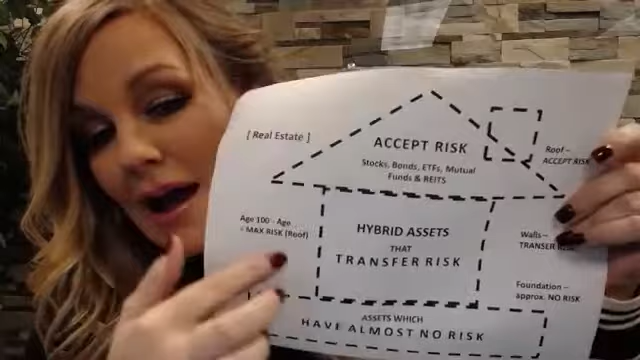 [ Real Estate ]
ACCEPT RISK
Stocks, Bonds, ETFs, Mutual
Funds & REITS
Roof –
ACCEPT RISK
Age 100 - Age
= MAX RISK (Roof)
HYBRID ASSETS
THAT
TRANSFER RISK
Walls –
TRANSFER
Foundation –
approx. NO RISK
ASSETS WHICH
HAVE ALMOST NO RISK